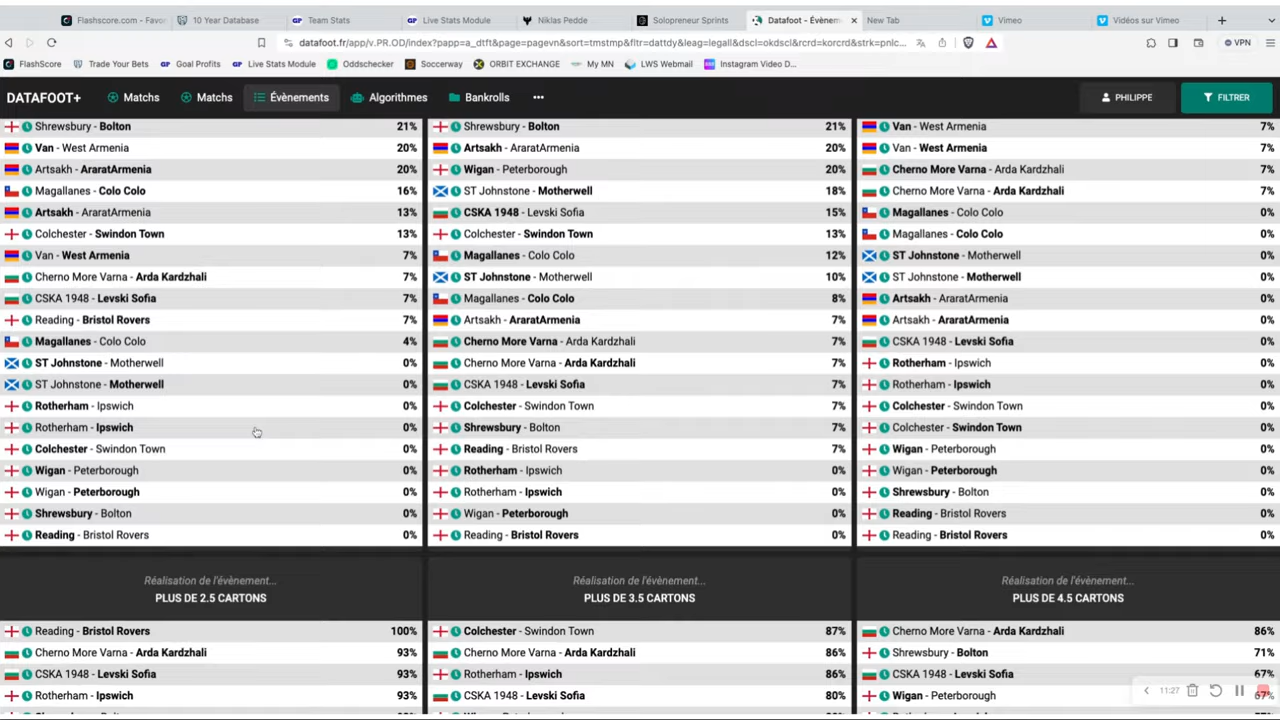 Flashscore.com - Favo
10 Year Database
Team Stats
Live Stats Module
Niklas Pedde
Solopreneur Sprints
Datafoot - Évènem
New Tab
Vimeo
Vidéos sur Vimeo
datafoot.fr/app/v.PR.OD/index?papp=a_dtft&page=pagevn&sort=tmstmp&fitr=dattdy&leag=legall&dscl=okdscl&rcrd=korcrd&strk=pnlc...
VPN
FlashScore
Trade Your Bets
Goal Profits
Live Stats Module
Oddschecker
Soccerway
ORBIT EXCHANGE
My MN
LWS Webmail
Instagram Video D...
DATAFOOT+
Matchs
Matchs
Évènements
Algorithmes
Bankrolls
PHILIPPE
FILTRER
Shrewsbury - Bolton 21%
Van - West Armenia 20%
Artsakh - AraratArmenia 20%
Magallanes - Colo Colo 16%
Artsakh - AraratArmenia 13%
Colchester - Swindon Town 13%
Van - West Armenia 7%
Cherno More Varna - Arda Kardzhali 7%
CSKA 1948 - Levski Sofia 7%
Reading - Bristol Rovers 7%
Magallanes - Colo Colo 4%
ST Johnstone - Motherwell 0%
ST Johnstone - Motherwell 0%
Rotherham - Ipswich 0%
Rotherham - Ipswich 0%
Colchester - Swindon Town 0%
Wigan - Peterborough 0%
Wigan - Peterborough 0%
Shrewsbury - Bolton 0%
Reading - Bristol Rovers 0%
Réalisation de l'évènement...
PLUS DE 2.5 CARTONS
Reading - Bristol Rovers 100%
Cherno More Varna - Arda Kardzhali 93%
CSKA 1948 - Levski Sofia 93%
Rotherham - Ipswich 93%
Shrewsbury - Bolton 21%
Artsakh - AraratArmenia 20%
Wigan - Peterborough 20%
ST Johnstone - Motherwell 18%
CSKA 1948 - Levski Sofia 15%
Colchester - Swindon Town 13%
Magallanes - Colo Colo 12%
ST Johnstone - Motherwell 10%
Magallanes - Colo Colo 8%
Artsakh - AraratArmenia 7%
Cherno More Varna - Arda Kardzhali 7%
Cherno More Varna - Arda Kardzhali 7%
CSKA 1948 - Levski Sofia 7%
Colchester - Swindon Town 7%
Shrewsbury - Bolton 7%
Reading - Bristol Rovers 7%
Rotherham - Ipswich 0%
Rotherham - Ipswich 0%
Wigan - Peterborough 0%
Reading - Bristol Rovers 0%
Réalisation de l'évènement...
PLUS DE 3.5 CARTONS
Colchester - Swindon Town 87%
Cherno More Varna - Arda Kardzhali 86%
Rotherham - Ipswich 86%
CSKA 1948 - Levski Sofia 80%
Van - West Armenia 7%
Van - West Armenia 7%
Cherno More Varna - Arda Kardzhali 7%
Cherno More Varna - Arda Kardzhali 7%
Magallanes - Colo Colo 0%
Magallanes - Colo Colo 0%
ST Johnstone - Motherwell 0%
ST Johnstone - Motherwell 0%
Artsakh - AraratArmenia 0%
Artsakh - AraratArmenia 0%
CSKA 1948 - Levski Sofia 0%
Rotherham - Ipswich 0%
Rotherham - Ipswich 0%
Colchester - Swindon Town 0%
Colchester - Swindon Town 0%
Wigan - Peterborough 0%
Wigan - Peterborough 0%
Shrewsbury - Bolton 0%
Reading - Bristol Rovers 0%
Reading - Bristol Rovers 0%
Réalisation de l'évènement...
PLUS DE 4.5 CARTONS
Cherno More Varna - Arda Kardzhali 86%
Shrewsbury - Bolton 71%
CSKA 1948 - Levski Sofia 67%
Wigan - Peterborough 67%
11:27